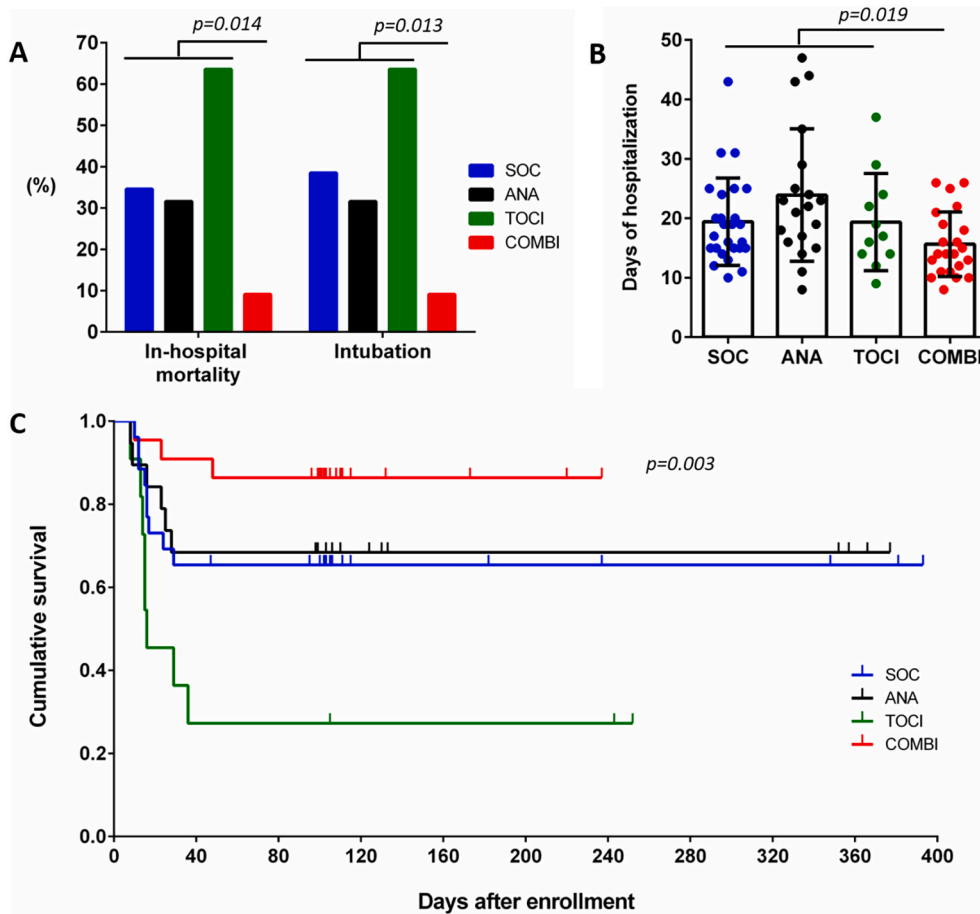 A
p=0.014
p=0.013
(%)
70
60
50
40
30
20
10
0
In-hospital
mortality
Intubation
SOC
ANA
TOCI
COMBI
B
p=0.019
Days of hospitalization
50
40
30
20
10
0
SOC
ANA
TOCI
COMBI
C
p=0.003
Cumulative survival
1.0
0.8
0.6
0.4
0.2
0.0
0
40
80
120
160
200
240
280
320
360
400
Days after enrollment
SOC
ANA
TOCI
COMBI